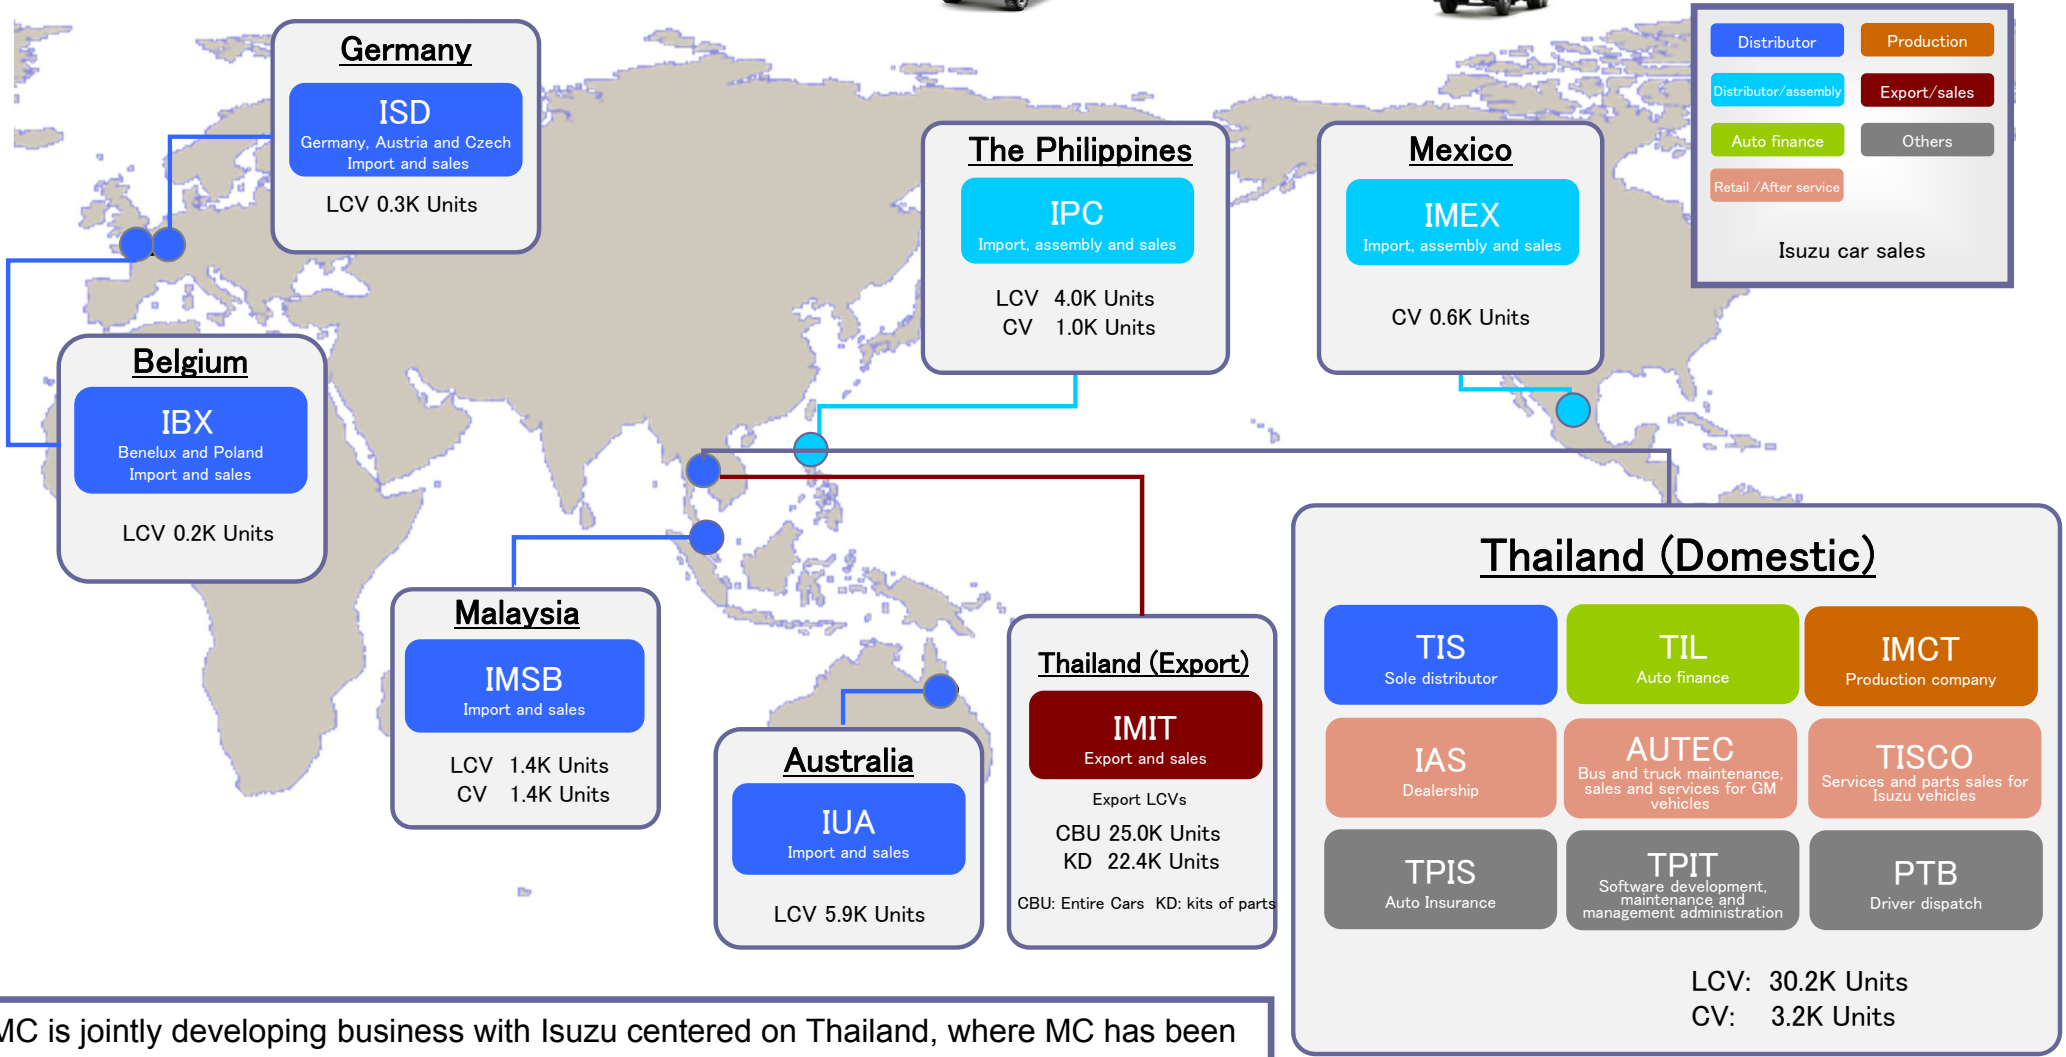 Germany
ISD
Germany, Austria and Czech
Import and sales
LCV 0.3K Units
The Philippines
IPC
Import, assembly and sales
LCV 4.0K Units
CV 1.0K Units
Mexico
IMEX
Import, assembly and sales
CV 0.6K Units
Distributor
Production
Distributor/assembly
Export/sales
Auto finance
Others
Retail /After service
Isuzu car sales
Belgium
IBX
Benelux and Poland
Import and sales
LCV 0.2K Units
Malaysia
IMSB
Import and sales
LCV 1.4K Units
CV 1.4K Units
Australia
IUA
Import and sales
LCV 5.9K Units
Thailand (Export)
IMIT
Export and sales
Export LCVs
CBU 25.0K Units
KD 22.4K Units
CBU: Entire Cars KD: kits of parts
Thailand (Domestic)
TIS
Sole distributor
TIL
Auto finance
IMCT
Production company
IAS
Dealership
AUTEC
Bus and truck maintenance,
sales and services for GM
vehicles
TISCO
Services and parts sales for
Isuzu vehicles
TPIS
Auto Insurance
TPIT
Software development,
maintenance and
management administration
PTB
Driver dispatch
LCV: 30.2K Units
CV: 3.2K Units
MC is jointly developing business with Isuzu centered on Thailand, where MC has been